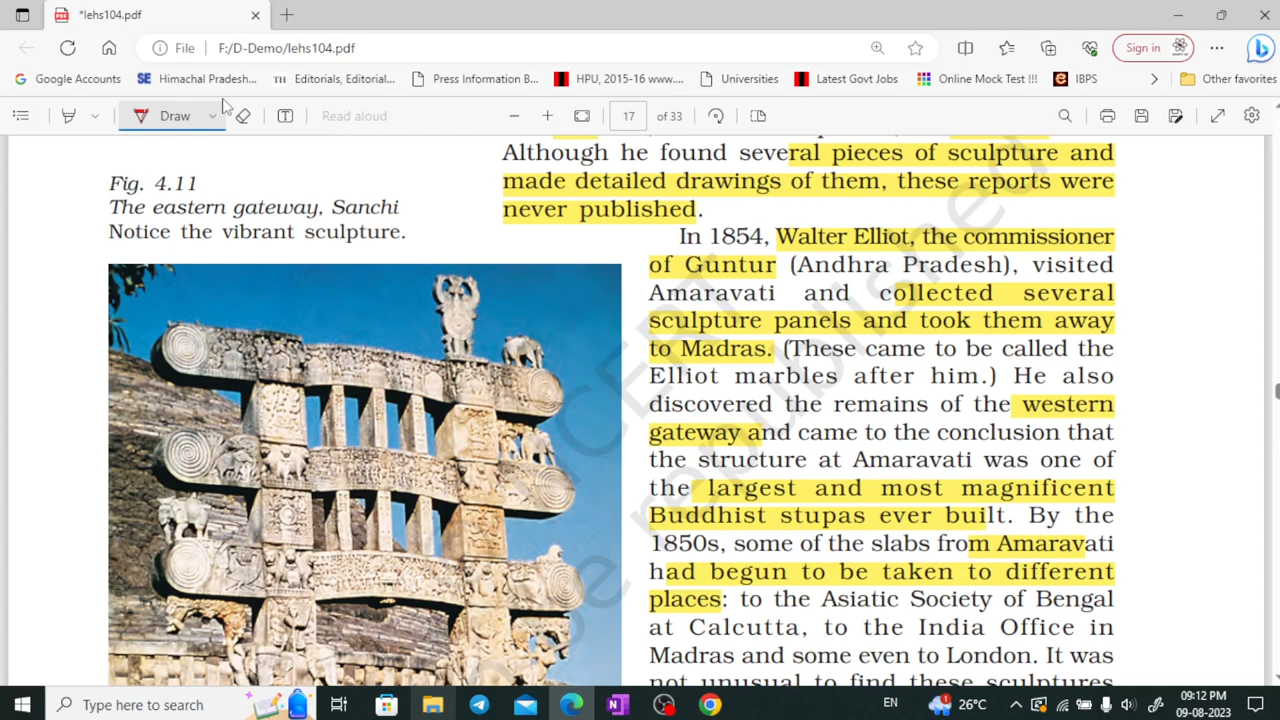 *lehs104.pdf
File
F:/D-Demo/lehs104.pdf
Sign in
Google Accounts
SE Himachal Pradesh...
TH Editorials, Editorial...
Press Information B...
HPU, 2015-16 www....
Universities
Latest Govt Jobs
Online Mock Test !!!
IBPS
Other favorites
Draw
Read aloud
17 of 33
Although he found several pieces of sculpture and
made detailed drawings of them, these reports were
never published.
Fig. 4.11
The eastern gateway, Sanchi
Notice the vibrant sculpture.
In 1854, Walter Elliot, the commissioner
of Guntur (Andhra Pradesh), visited
Amaravati and collected several
sculpture panels and took them away
to Madras. (These came to be called the
Elliot marbles after him.) He also
discovered the remains of the western
gateway and came to the conclusion that
the structure at Amaravati was one of
the largest and most magnificent
Buddhist stupas ever built. By the
1850s, some of the slabs from Amaravati
had begun to be taken to different
places: to the Asiatic Society of Bengal
at Calcutta, to the India Office in
Madras and some even to London. It was
not unusual to find these sculptures
Type here to search
26°C
EN
09:12 PM
09-08-2023